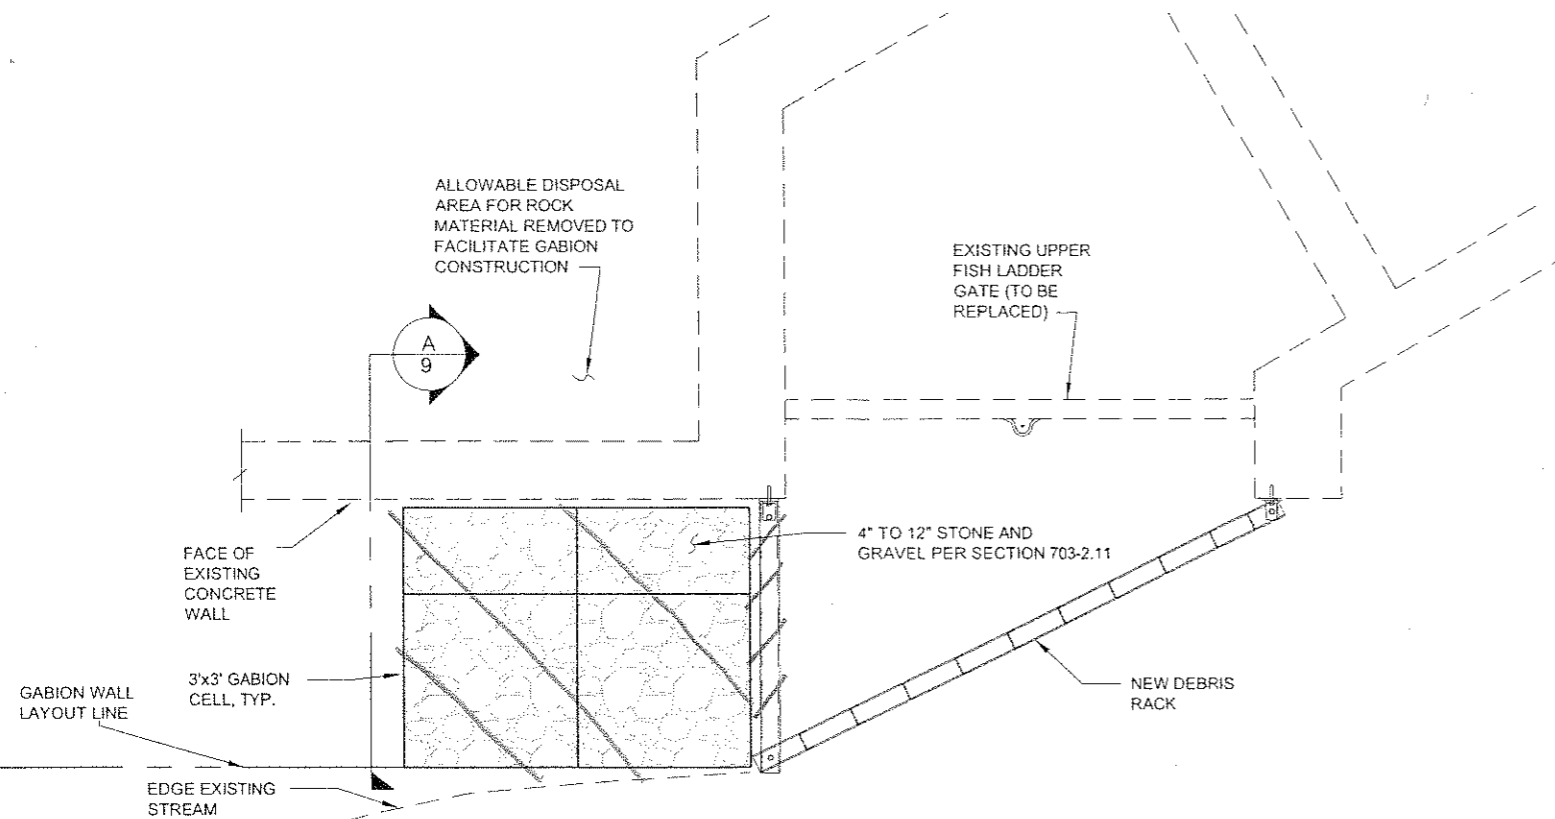 ALLOWABLE DISPOSAL
AREA FOR ROCK
MATERIAL REMOVED TO
FACILITATE GABION
CONSTRUCTION
EXISTING UPPER
FISH LADDER
GATE (TO BE
REPLACED)
A
9
4" TO 12" STONE AND
GRAVEL PER SECTION 703-2.11
FACE OF
EXISTING
CONCRETE
WALL
3'x3' GABION
CELL, TYP.
GABION WALL
LAYOUT LINE
NEW DEBRIS
RACK
EDGE EXISTING
STREAM